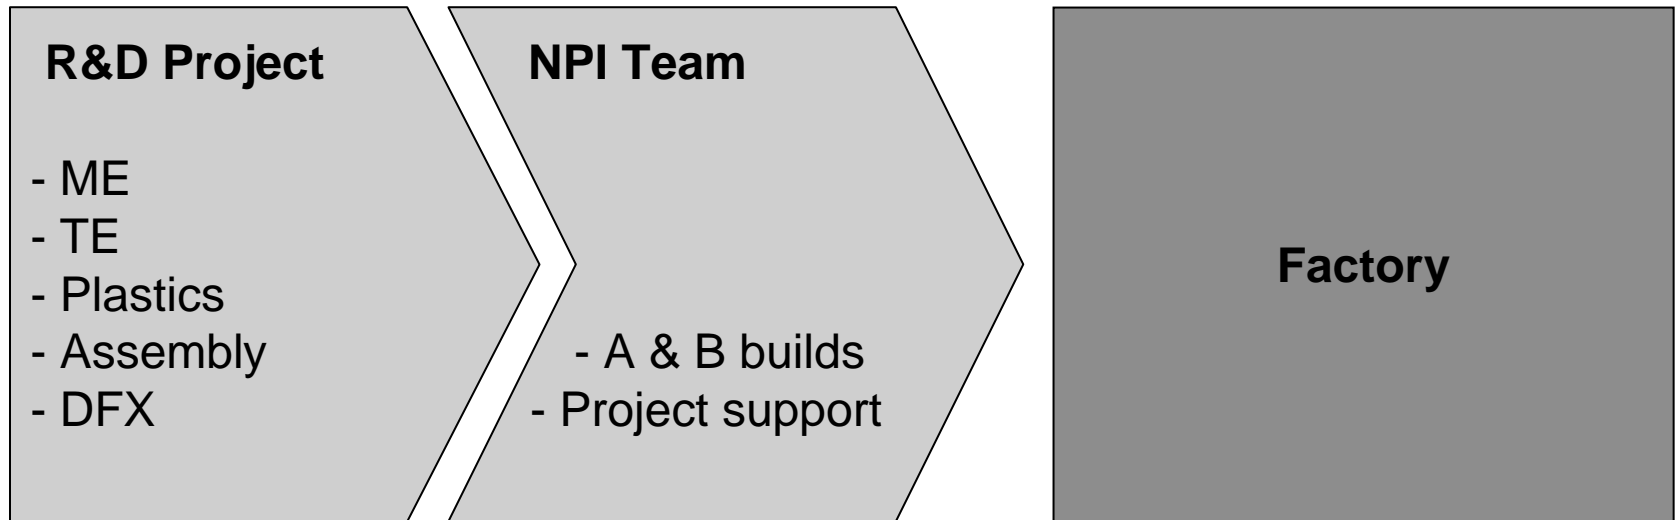 R&D Project
- ME
- TE
- Plastics
- Assembly
- DFX
NPI Team
- A & B builds
- Project support
Factory